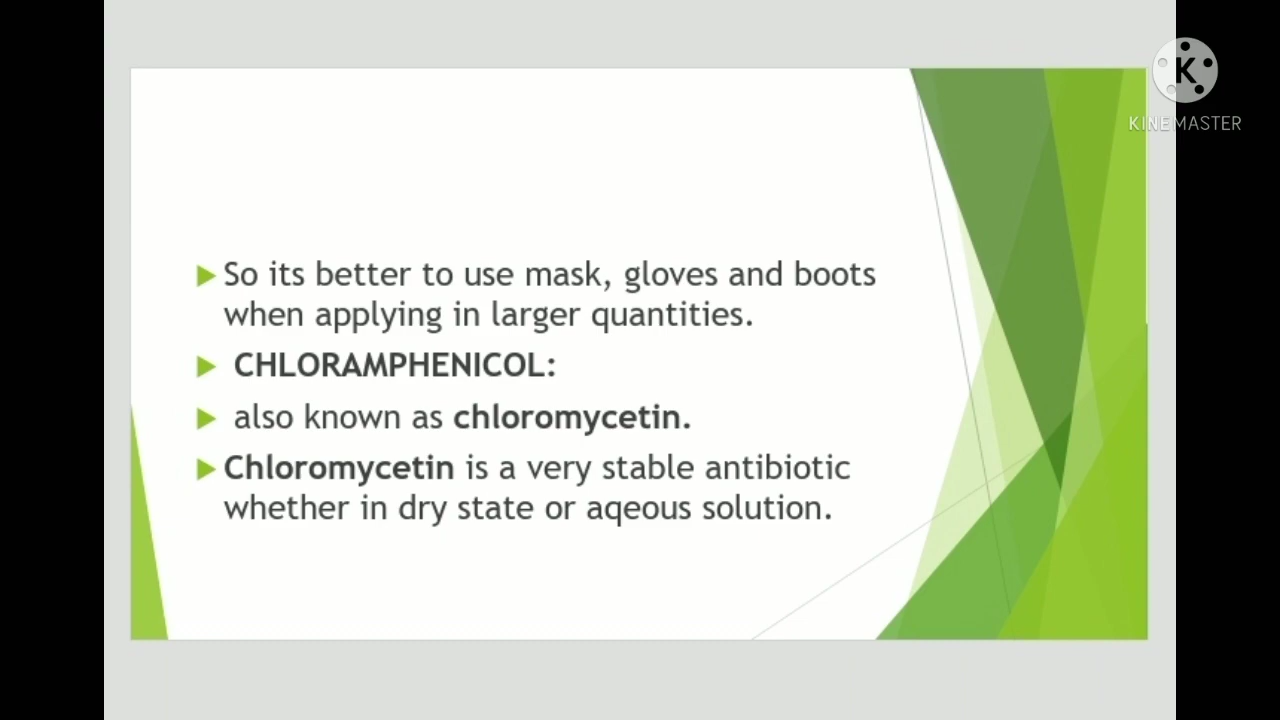 K
KINEMASTER
So its better to use mask, gloves and boots
when applying in larger quantities.
CHLORAMPHENICOL:
also known as chloromycetin.
Chloromycetin is a very stable antibiotic
whether in dry state or aqeous solution.